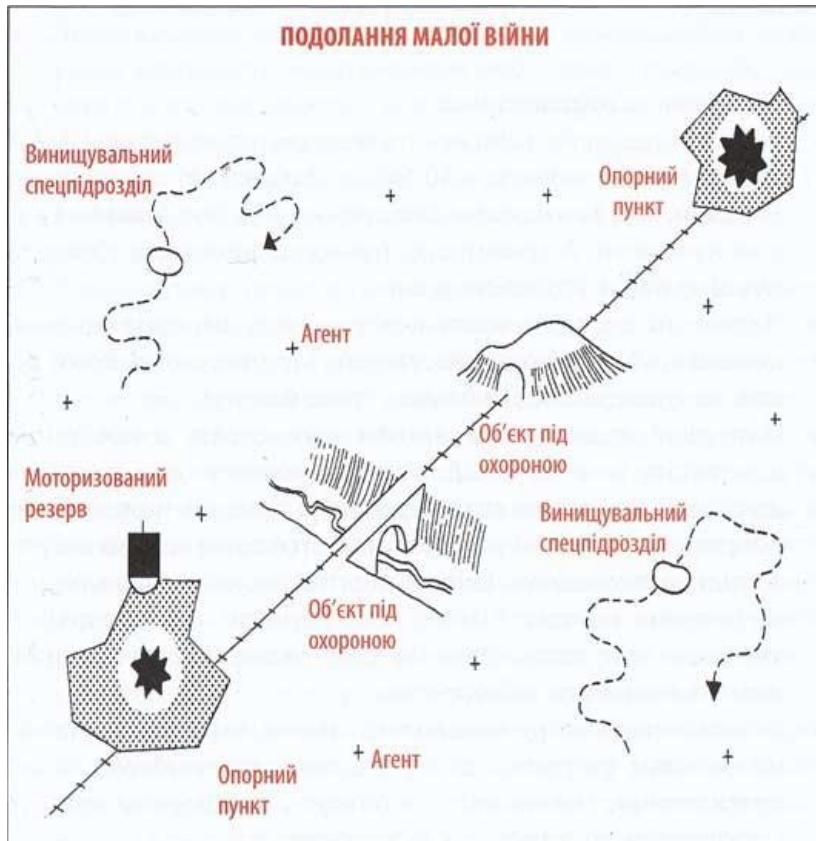 ПОДОЛАННЯ МАЛОЇ ВІЙНИ
Винищувальний
спецпідрозділ
Опорний
пункт
Агент
Об’єкт під
охороною
Моторизований
резерв
Винищувальний
спецпідрозділ
Об’єкт під
охороною
Агент
Опорний
пункт